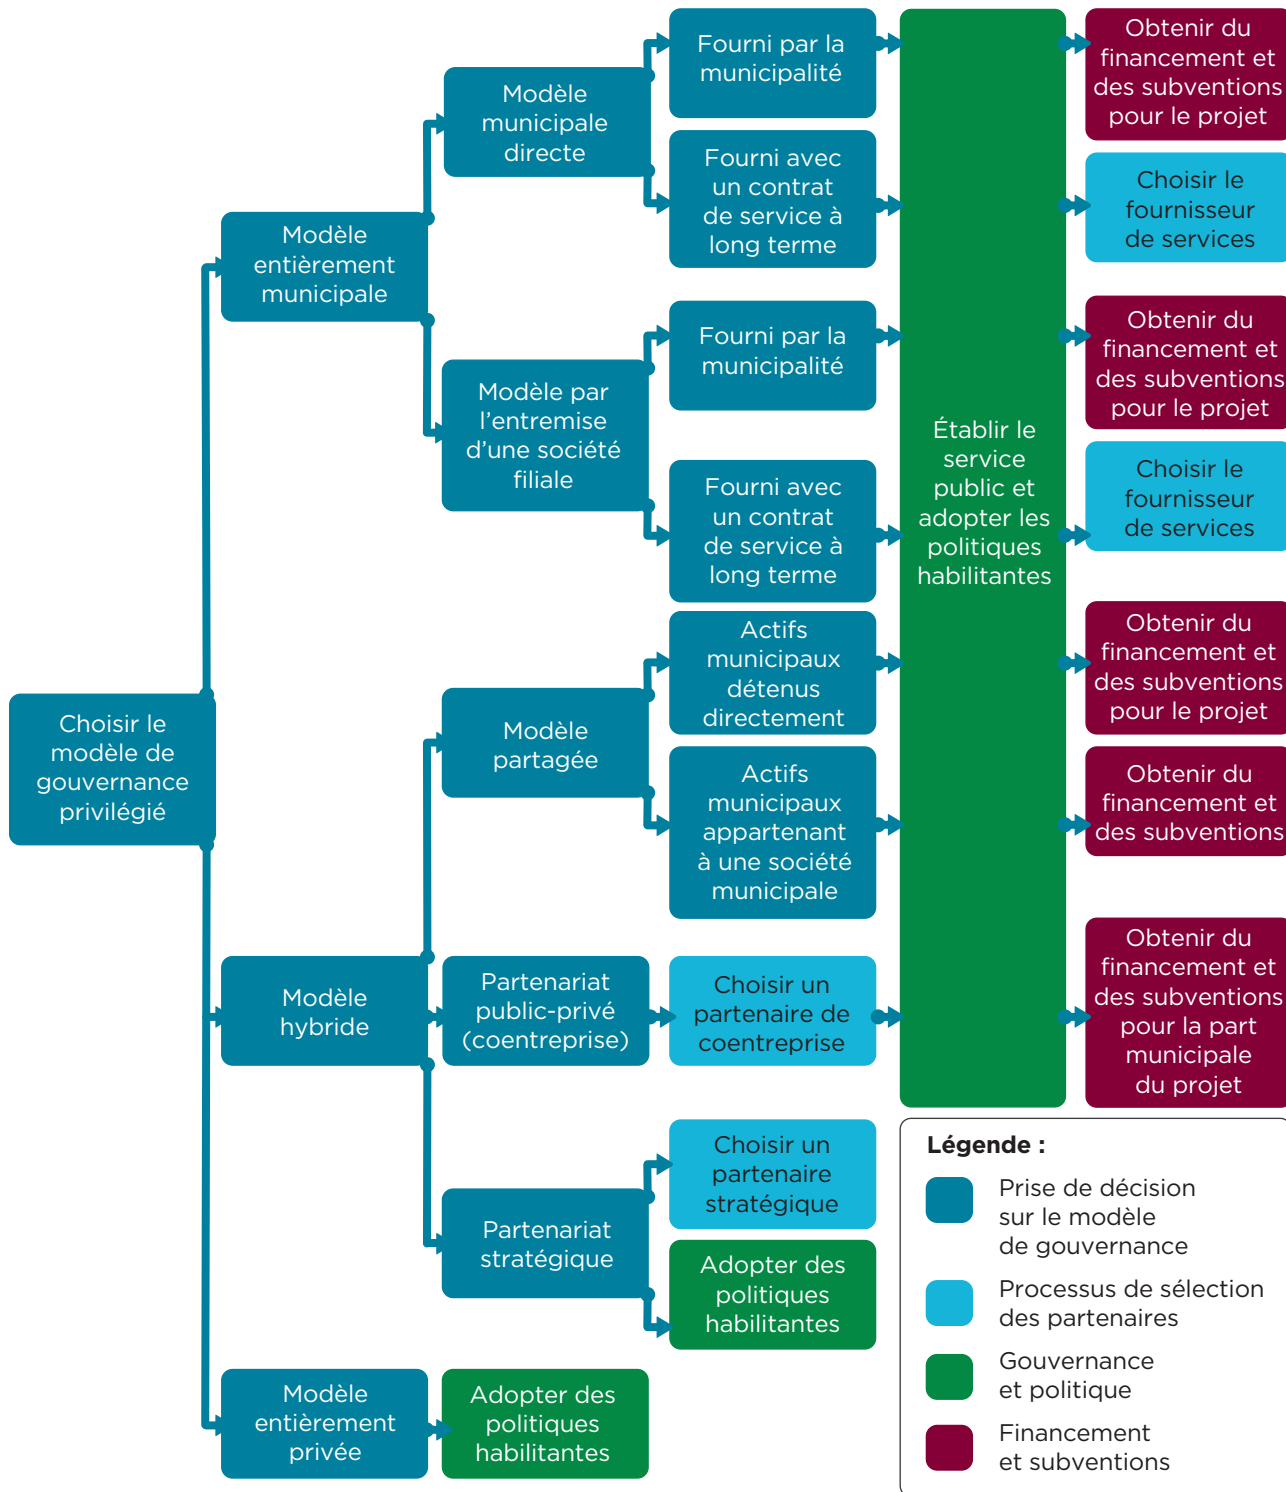 Choisir le
modèle de
gouvernance
privilégié
Modèle
entièrement
municipale
Modèle
municipale
directe
Fourni par la
municipalité
Fourni avec
un contrat
de service à
long terme
Modèle par
l’entremise
d’une société
filiale
Fourni par la
municipalité
Fourni avec
un contrat
de service à
long terme
Modèle
hybride
Modèle
partagée
Actifs
municipaux
détenus
directement
Actifs
municipaux
appartenant
à une société
municipale
Partenariat
public-privé
(coentreprise)
Choisir un
partenaire de
coentreprise
Partenariat
stratégique
Choisir un
partenaire
stratégique
Adopter des
politiques
habilitantes
Modèle
entièrement
privée
Adopter des
politiques
habilitantes
Établir le
service
public et
adopter les
politiques
habilitantes
Obtenir du
financement et
des subventions
pour le projet
Choisir le
fournisseur
de services
Obtenir du
financement et
des subventions
pour le projet
Choisir le
fournisseur
de services
Obtenir du
financement et
des subventions
pour le projet
Obtenir du
financement et
des subventions
Obtenir du
financement et
des subventions
pour la part
municipale
du projet
Légende :
Prise de décision
sur le modèle
de gouvernance
Processus de sélection
des partenaires
Gouvernance
et politique
Financement
et subventions